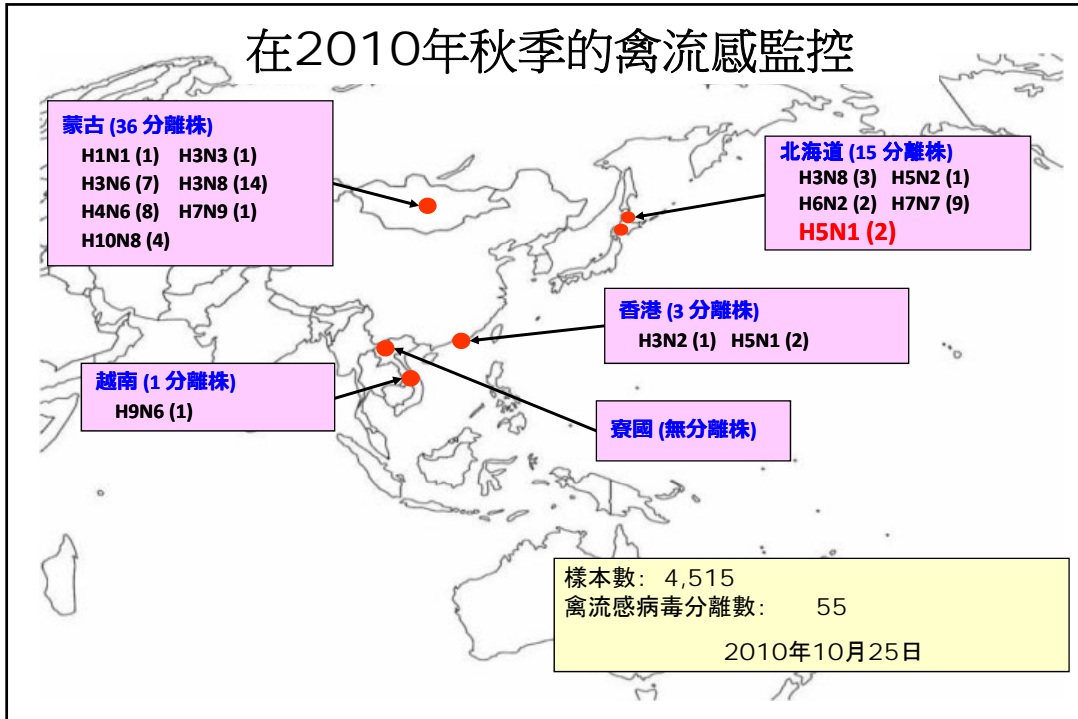 在2010年秋季的禽流感監控
蒙古 (36 分離株)
H1N1 (1) H3N3 (1)
H3N6 (7) H3N8 (14)
H4N6 (8) H7N9 (1)
H10N8 (4)
北海道 (15 分離株)
H3N8 (3) H5N2 (1)
H6N2 (2) H7N7 (9)
H5N1 (2)
香港 (3 分離株)
H3N2 (1) H5N1 (2)
越南 (1 分離株)
H9N6 (1)
寮國 (無分離株)
樣本數: 4,515
禽流感病毒分離數: 55
2010年10月25日